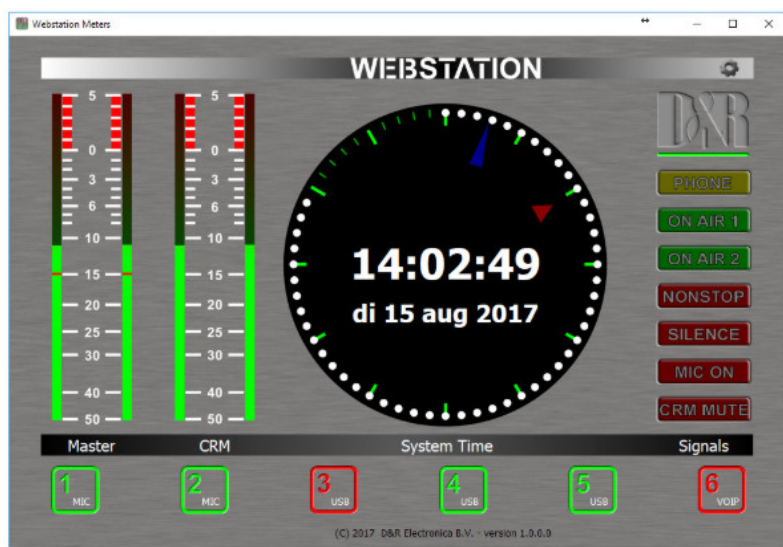 Webstation Meters
WEBSTATION
5 5 5 5
0 0
3 3
6 6
10 10
15 15
20 20
25 25
30 30
40 40
50 50
D&R
PHONE
ON AIR 1
ON AIR 2
NONSTOP
SILENCE
MIC ON
CRM MUTE
14:02:49
di 15 aug 2017
Master CRM System Time Signals
1 MIC
2 MIC
3 USB
4 USB
5 USB
6 VOIP
(C) 2017 D&R Electronica B.V. - version 1.0.0.0